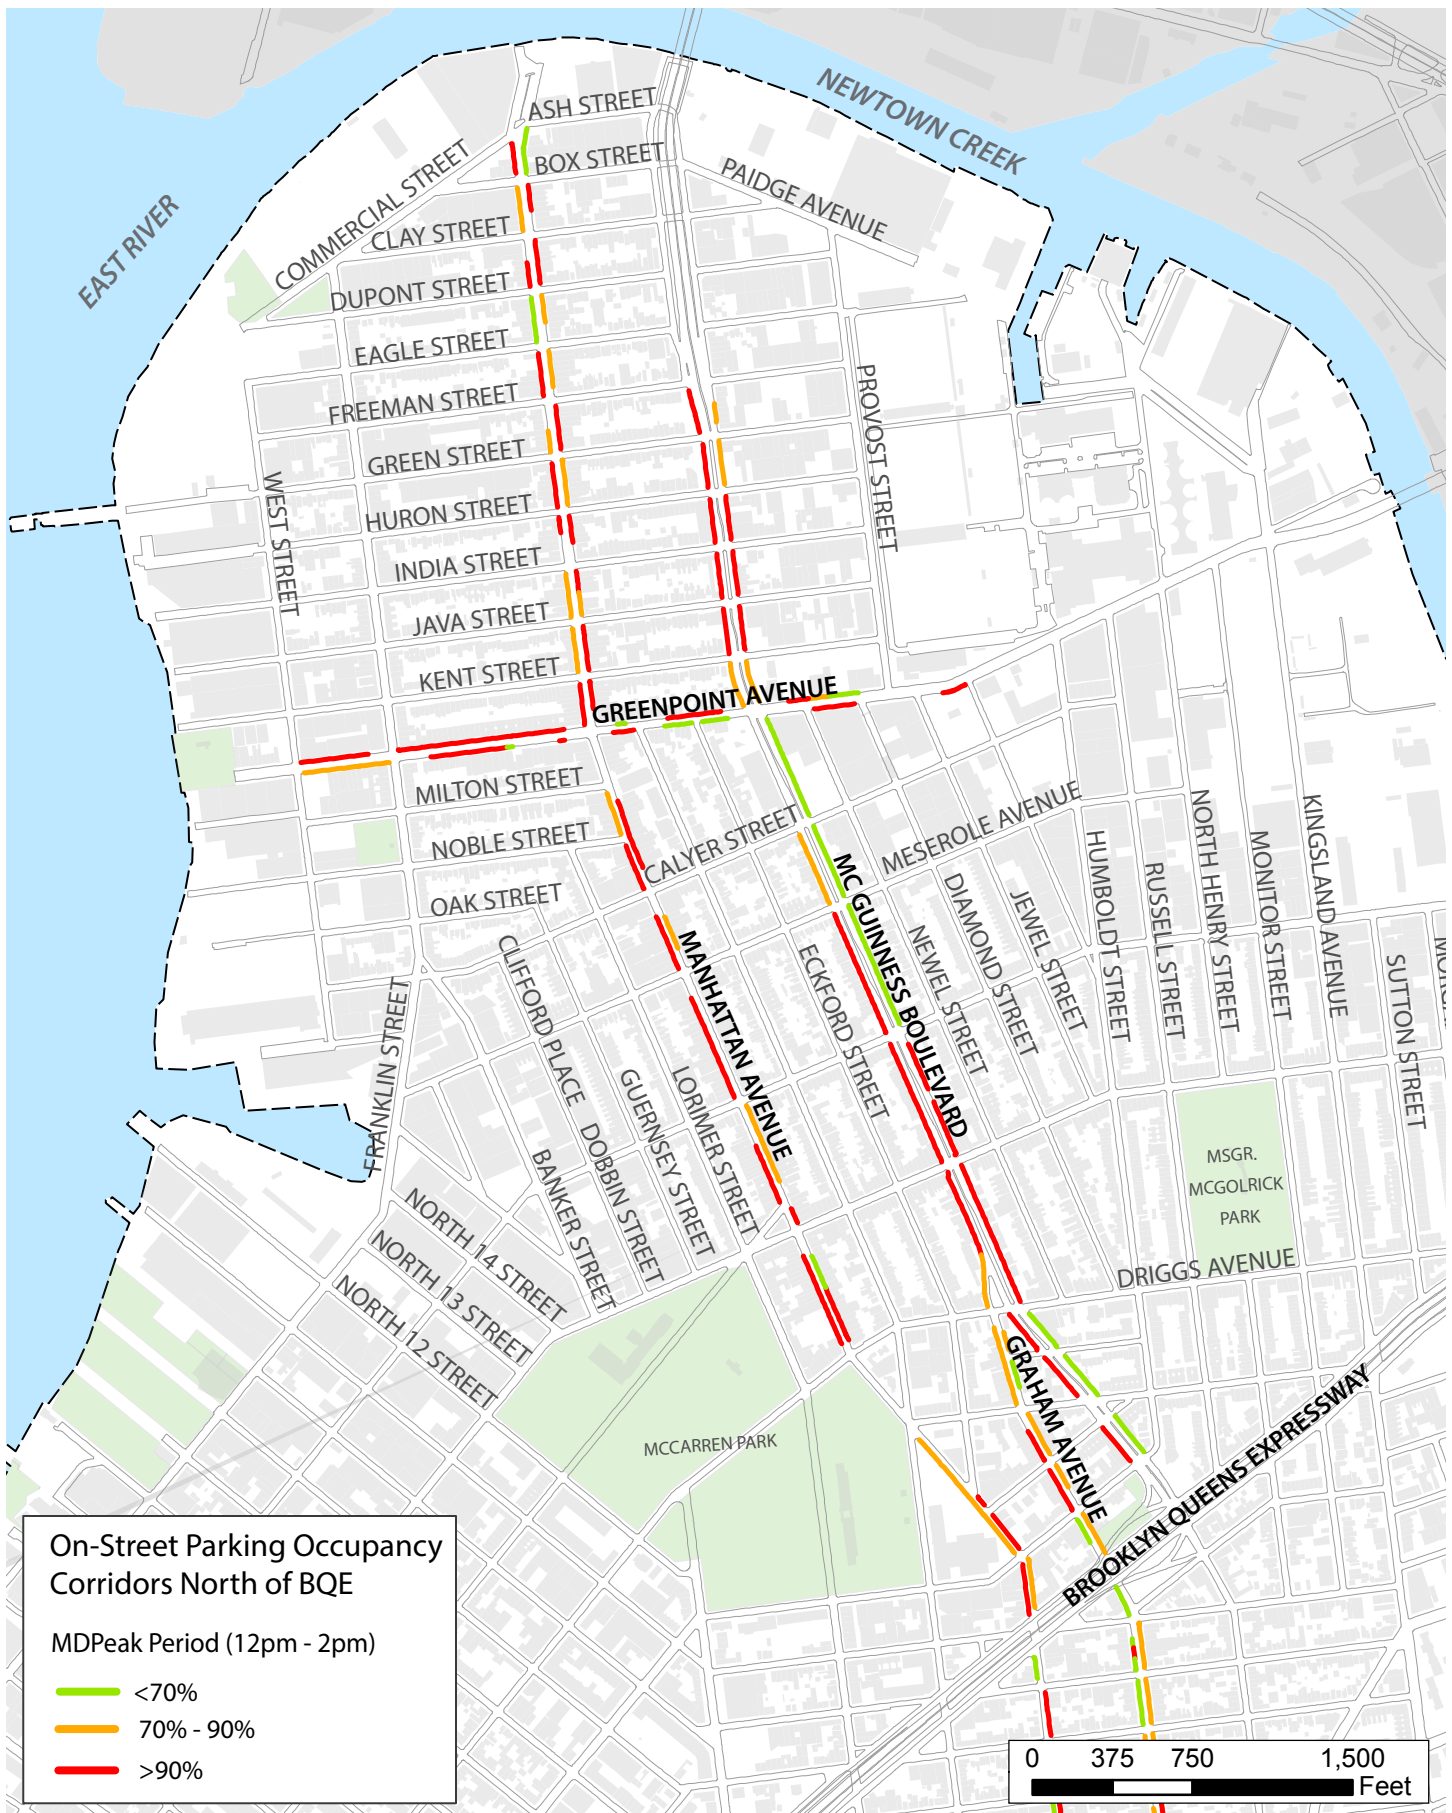 ASH STREET
NEWTOWN CREEK
BOX STREET
COMMERCIAL STREET
PAIDGE AVENUE
EAST RIVER
CLAY STREET
DUPONT STREET
EAGLE STREET
FREEMAN STREET
PROVOST STREET
GREEN STREET
WEST STREET
HURON STREET
INDIA STREET
JAVA STREET
KENT STREET
GREENPOINT AVENUE
MILTON STREET
NOBLE STREET
CALYER STREET
MESEROLE AVENUE
OAK STREET
MC GUINNESS BOULEVARD
HUMBOLDT STREET
RUSSELL STREET
NORTH HENRY STREET
MONITOR STREET
KINGSLAND AVENUE
DIAMOND STREET
JEWEL STREET
NEWEL STREET
MANHATTAN AVENUE
ECKFORD STREET
SUTTON STREET
CLIFFORD PLACE
FRANKLIN STREET
LORIMER STREET
GUERNSEY STREET
DOBBIN STREET
BANKER STREET
MSGR.
MCGOLRICK
PARK
NORTH 14 STREET
NORTH 13 STREET
NORTH 12 STREET
DRIGGS AVENUE
GRAHAM AVENUE
MCCARREN PARK
BROOKLYN QUEENS EXPRESSWAY
On-Street Parking Occupancy
Corridors North of BQE
MDPeak Period (12pm - 2pm)
<70%
70% - 90%
>90%
0 375 750 1,500
Feet